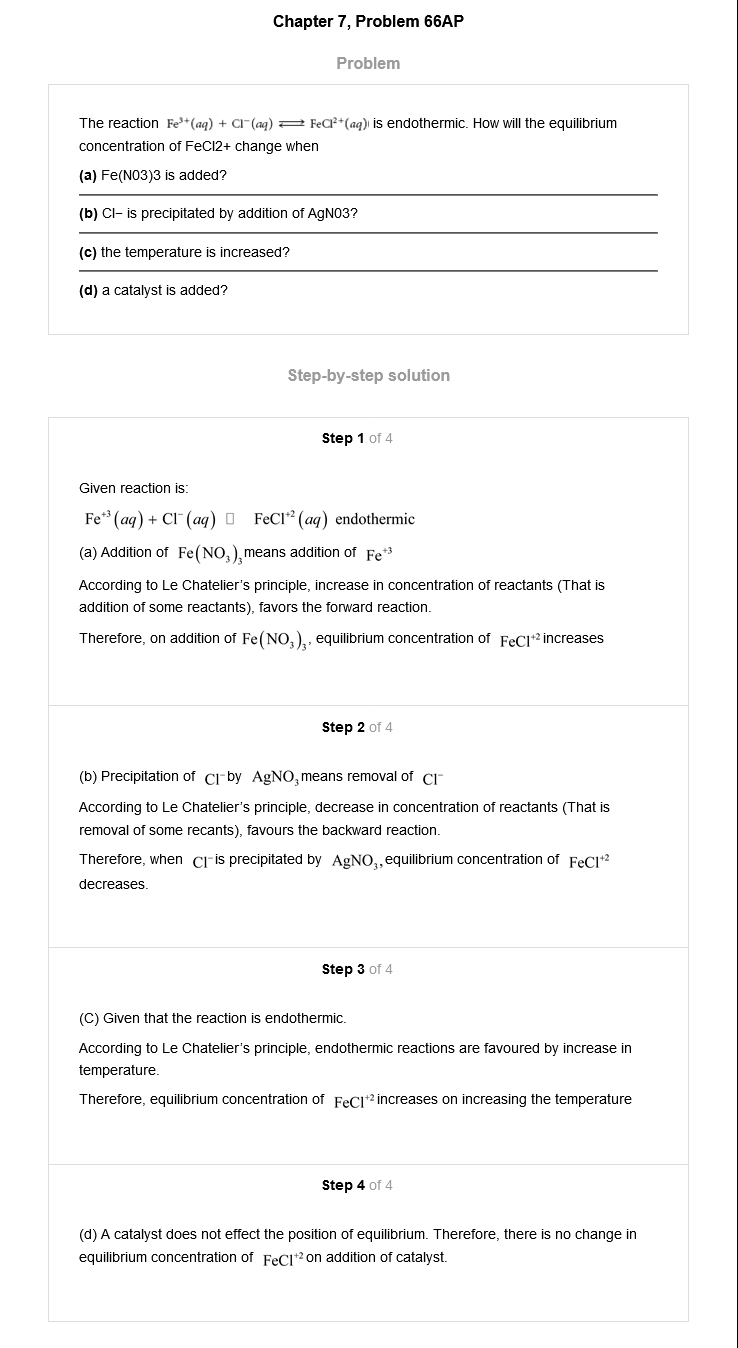 Chapter 7, Problem 66AP
Problem
The reaction Fe³⁺(aq) + Cl⁻(aq) ⇌ FeCl²⁺(aq) is endothermic. How will the equilibrium
concentration of FeCl2+ change when
(a) Fe(N03)3 is added?
(b) Cl− is precipitated by addition of AgN03?
(c) the temperature is increased?
(d) a catalyst is added?
Step-by-step solution
Step 1 of 4
Given reaction is:
Fe⁺³(aq) + Cl⁻(aq) □ FeCl⁺²(aq) endothermic
(a) Addition of Fe(NO₃)₃ means addition of Fe⁺³
According to Le Chatelier's principle, increase in concentration of reactants (That is
addition of some reactants), favors the forward reaction.
Therefore, on addition of Fe(NO₃)₃, equilibrium concentration of FeCl⁺² increases
Step 2 of 4
(b) Precipitation of Cl⁻ by AgNO₃ means removal of Cl⁻
According to Le Chatelier's principle, decrease in concentration of reactants (That is
removal of some recants), favours the backward reaction.
Therefore, when Cl⁻ is precipitated by AgNO₃, equilibrium concentration of FeCl⁺²
decreases.
Step 3 of 4
(C) Given that the reaction is endothermic.
According to Le Chatelier's principle, endothermic reactions are favoured by increase in
temperature.
Therefore, equilibrium concentration of FeCl⁺² increases on increasing the temperature
Step 4 of 4
(d) A catalyst does not effect the position of equilibrium. Therefore, there is no change in
equilibrium concentration of FeCl⁺² on addition of catalyst.